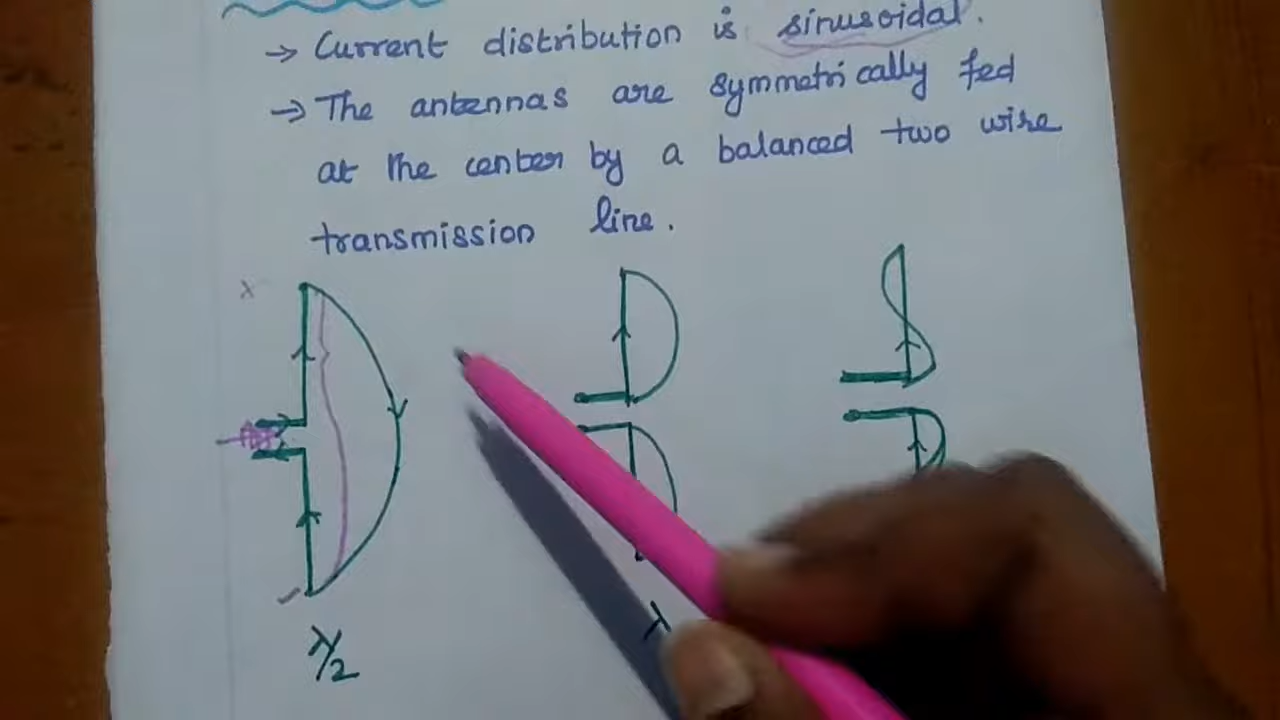 → Current distribution is sinusoidal.
→ The antennas are symmetrically fed
at the center by a balanced two wire
transmission line.
x
λ/2
λ